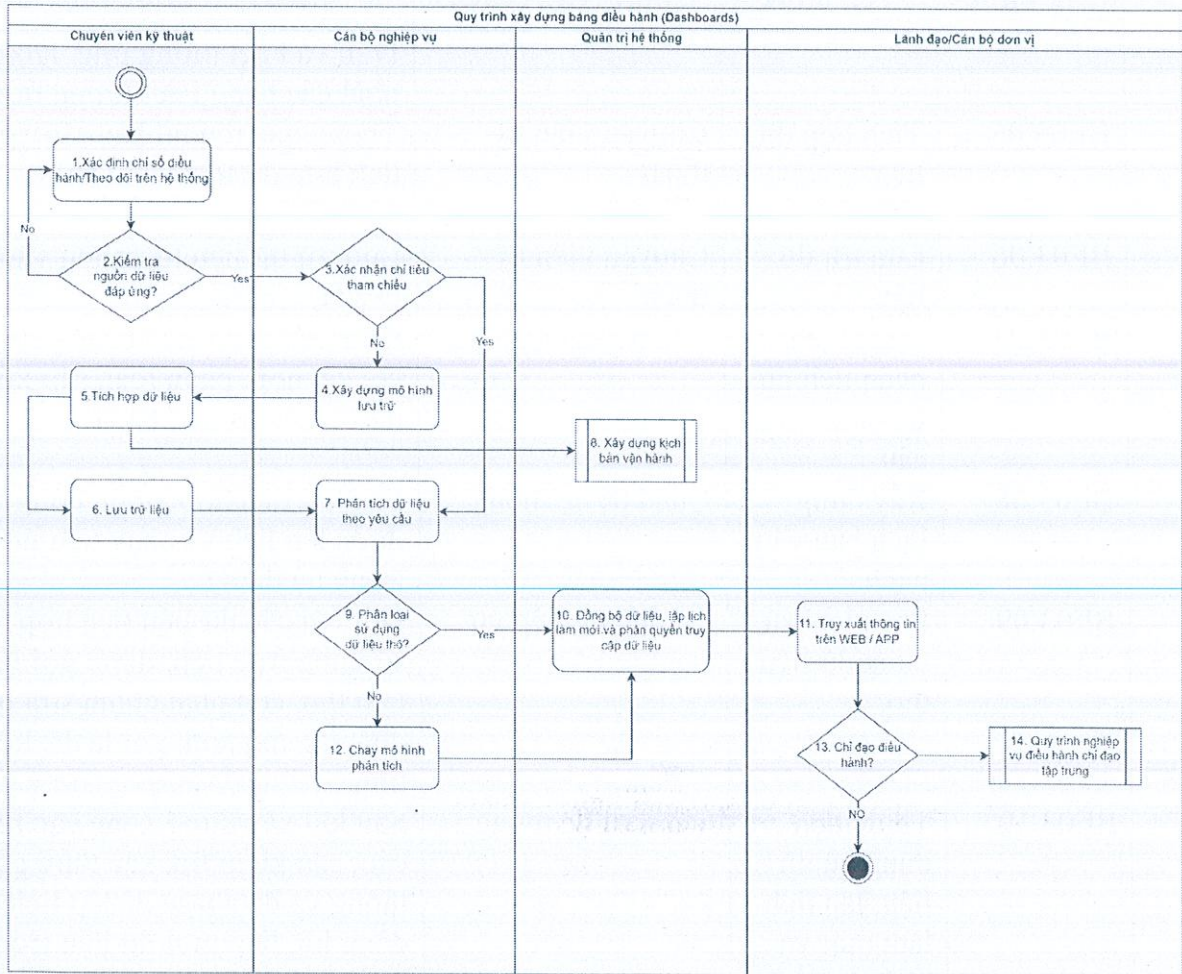 Quy trình xây dựng bảng điều hành (Dashboards)
Chuyên viên kỹ thuật
Cán bộ nghiệp vụ
Quản trị hệ thống
Lãnh đạo/Cán bộ đơn vị
1.Xác định chỉ số điều
hành/Theo dõi trên hệ thống
No
2.Kiểm tra
nguồn dữ liệu
đáp ứng?
Yes
3.Xác nhận chỉ tiêu
tham chiếu
No
Yes
5.Tích hợp dữ liệu
4.Xây dựng mô hình
lưu trữ
8. Xây dựng kịch
bản vận hành
6. Lưu trữ liệu
7. Phân tích dữ liệu
theo yêu cầu
9. Phân loại
sử dụng
dữ liệu thô?
Yes
10. Đồng bộ dữ liệu, lập lịch
làm mới và phân quyền truy
cập dữ liệu
11. Truy xuất thông tin
trên WEB / APP
No
12. Chạy mô hình
phân tích
13. Chỉ đạo điều
hành?
14. Quy trình nghiệp
vụ điều hành chỉ đạo
tập trung
NO